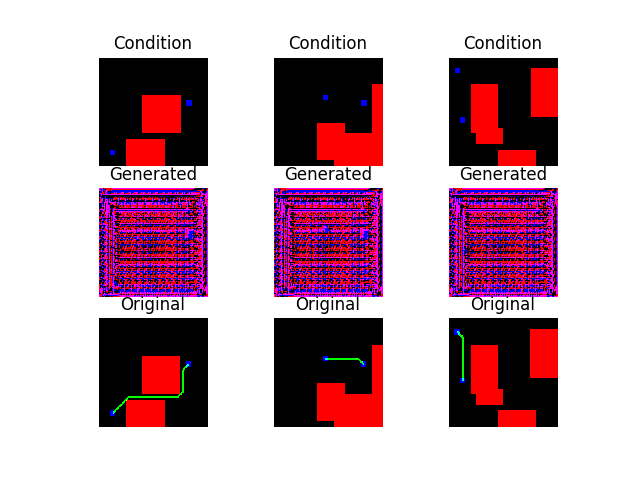 Condition
Condition
Condition
Generated
Generated
Generated
Original
Original
Original